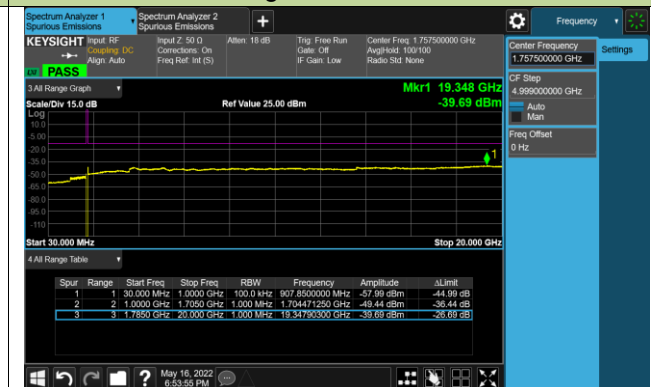 Spectrum Analyzer 1
Spurious Emissions
Spectrum Analyzer 2
Spurious Emissions
+
Frequency
KEYSIGHT
Input: RF
Coupling: DC
Align: Auto
Input Z: 50 Ω
Corrections: On
Freq Ref: Int (S)
Atten: 18 dB
Trig: Free Run
Gate: Off
IF Gain: Low
Center Freq: 1.757500000 GHz
Avg|Hold: 100/100
Radio Std: None
PASS
Center Frequency
1.757500000 GHz
Settings
CF Step
4.999000000 GHz
Auto
Man
Freq Offset
0 Hz
3 All Range Graph
Mkr1 19.348 GHz
Scale/Div 15.0 dB
Ref Value 25.00 dBm
-39.69 dBm
Log
10.0
-5.00
-20.0
-35.0
-50.0
-65.0
-80.0
-95.0
-110
1
Start 30.000 MHz
Stop 20.000 GHz
4 All Range Table
Spur Range Start Freq Stop Freq RBW Frequency Amplitude ΔLimit
1 1 30.000 MHz 1.0000 GHz 100.0 kHz 907.8500000 MHz -57.99 dBm -44.99 dB
2 2 1.0000 GHz 1.7050 GHz 1.000 MHz 1.704471250 GHz -49.44 dBm -36.44 dB
3 3 1.7850 GHz 20.000 GHz 1.000 MHz 19.34790300 GHz -39.69 dBm -26.69 dB
?
May 16, 2022
6:53:55 PM